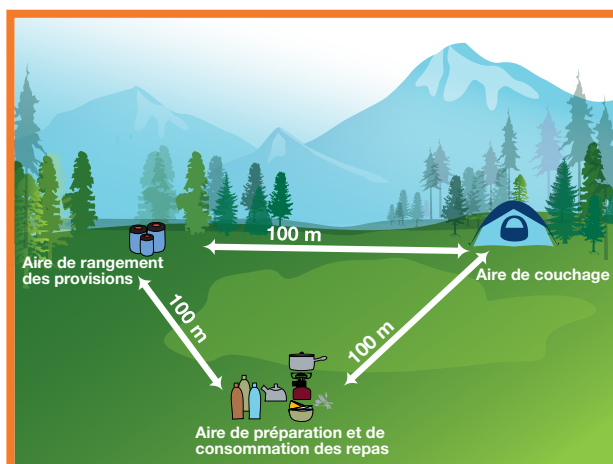 100 m
Aire de rangement
des provisions
Aire de couchage
100 m
100 m
Aire de préparation et de
consommation des repas